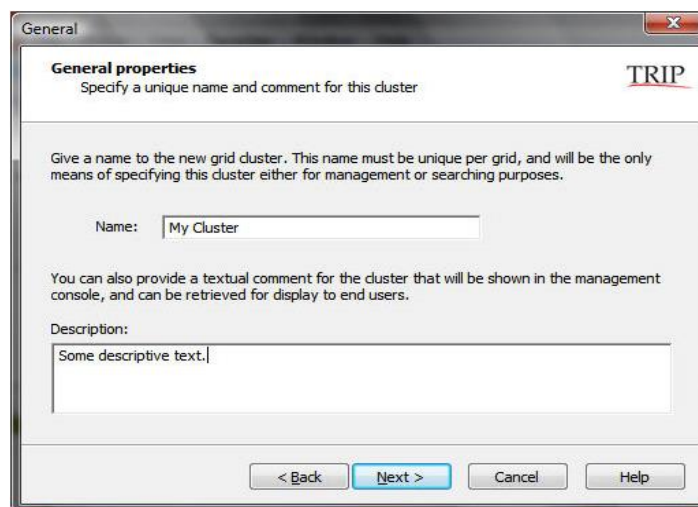 General
General properties
Specify a unique name and comment for this cluster
TRIP
Give a name to the new grid cluster. This name must be unique per grid, and will be the only
means of specifying this cluster either for management or searching purposes.
Name: My Cluster
You can also provide a textual comment for the cluster that will be shown in the management
console, and can be retrieved for display to end users.
Description:
Some descriptive text.
< Back Next > Cancel Help